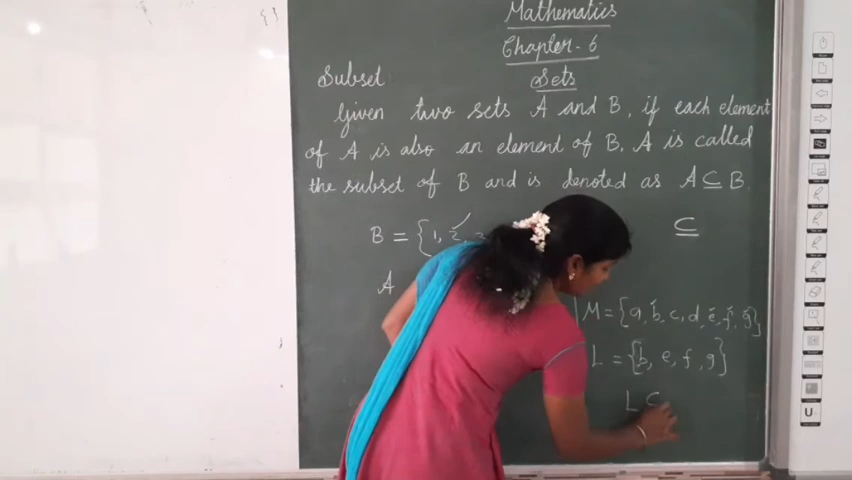 Mathematics
Chapter - 6
Sets
Subset
Given two sets A and B, if each element
of A is also an element of B, A is called
the subset of B and is denoted as A ⊆ B.
B = {1, 2,
⊆
A
M = {a, b, c, d, e, f, g}
L = {b, e, f, g}
L ⊂
U